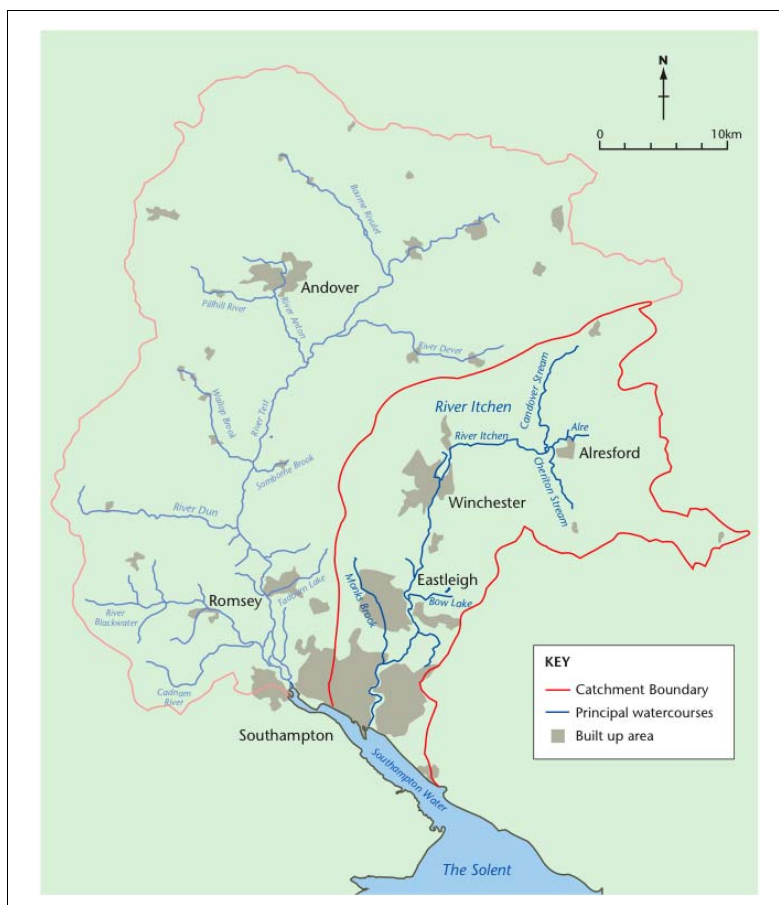 N
0
10km
Bourne Rivulet
Andover
Pillhill River
River Anton
River Dever
Wallop Brook
River Test
Candover Stream
River Itchen
River Itchen
Alre
Alresford
Somborne Brook
Cheriton Stream
Winchester
River Dun
Eastleigh
Monks Brook
Tadburn Lake
Romsey
Bow Lake
River
Blackwater
Cadnam
River
Southampton
Southampton Water
The Solent
KEY
Catchment Boundary
Principal watercourses
Built up area